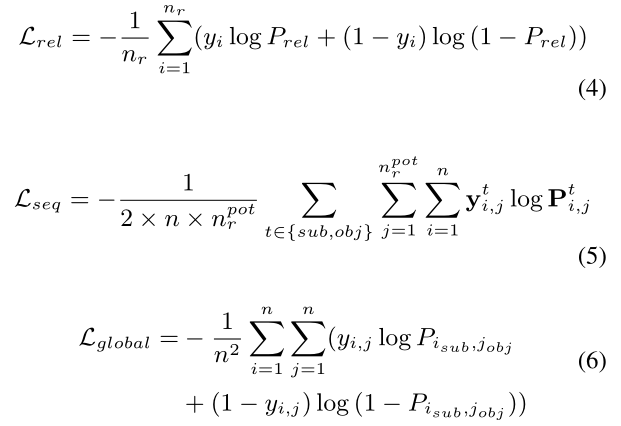 $$\mathcal{L}_{rel} = -\frac{1}{n_r}\sum_{i=1}^{n_r}(y_i \log P_{rel} + (1 - y_i)\log(1 - P_{rel}))$$
(4)
$$\mathcal{L}_{seq} = -\frac{1}{2 \times n \times n_r^{pot}}\sum_{t \in \{sub,obj\}}\sum_{j=1}^{n_r^{pot}}\sum_{i=1}^{n}\mathbf{y}_{i,j}^{t}\log \mathbf{P}_{i,j}^{t}$$
(5)
$$\mathcal{L}_{global} = -\frac{1}{n^2}\sum_{i=1}^{n}\sum_{j=1}^{n}(y_{i,j}\log P_{i_{sub},j_{obj}}$$
(6)
$$+ (1 - y_{i,j})\log(1 - P_{i_{sub},j_{obj}}))$$